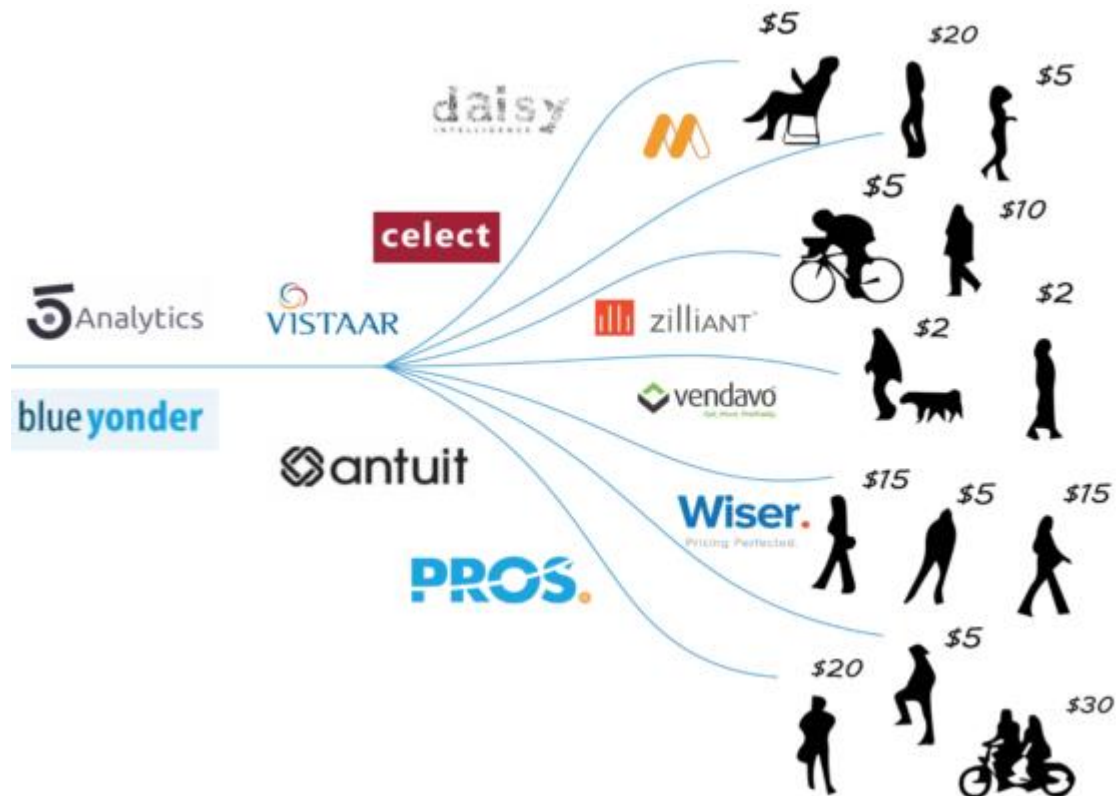 $5
$20
$5
daisy
INTELLIGENCE
$5
$10
celect
5 Analytics
VISTAAR
zilliANT
$2
$2
blue yonder
vendavo
antuit
$15
$5
$15
Wiser.
Pricing Perfected.
PROS.
$5
$20
$30